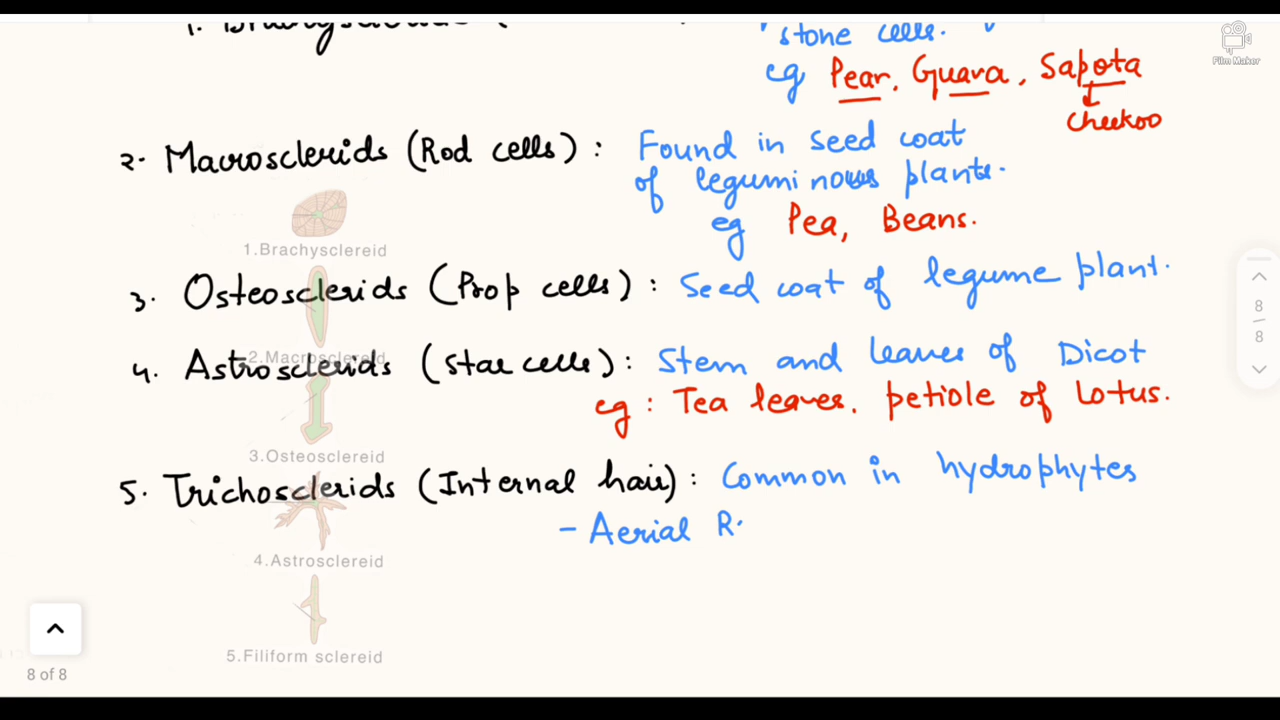 stone cells.
eg Pear, Guava, Sapota
Cheekoo
Film Maker
2. Macrosclerids (Rod cells) : Found in seed coat
of leguminous plants.
eg Pea, Beans.
1.Brachysclereid
3. Osteosclerids (Prop cells) : Seed coat of legume plant.
2.Macrosclereid
4. Astrosclerids (star cells) : Stem and leaves of Dicot
eg : Tea leaves, petiole of Lotus.
3.Osteosclereid
5. Trichosclerids (Internal hair) : Common in hydrophytes
- Aerial R.
4.Astrosclereid
5.Filiform sclereid
8
8
8 of 8